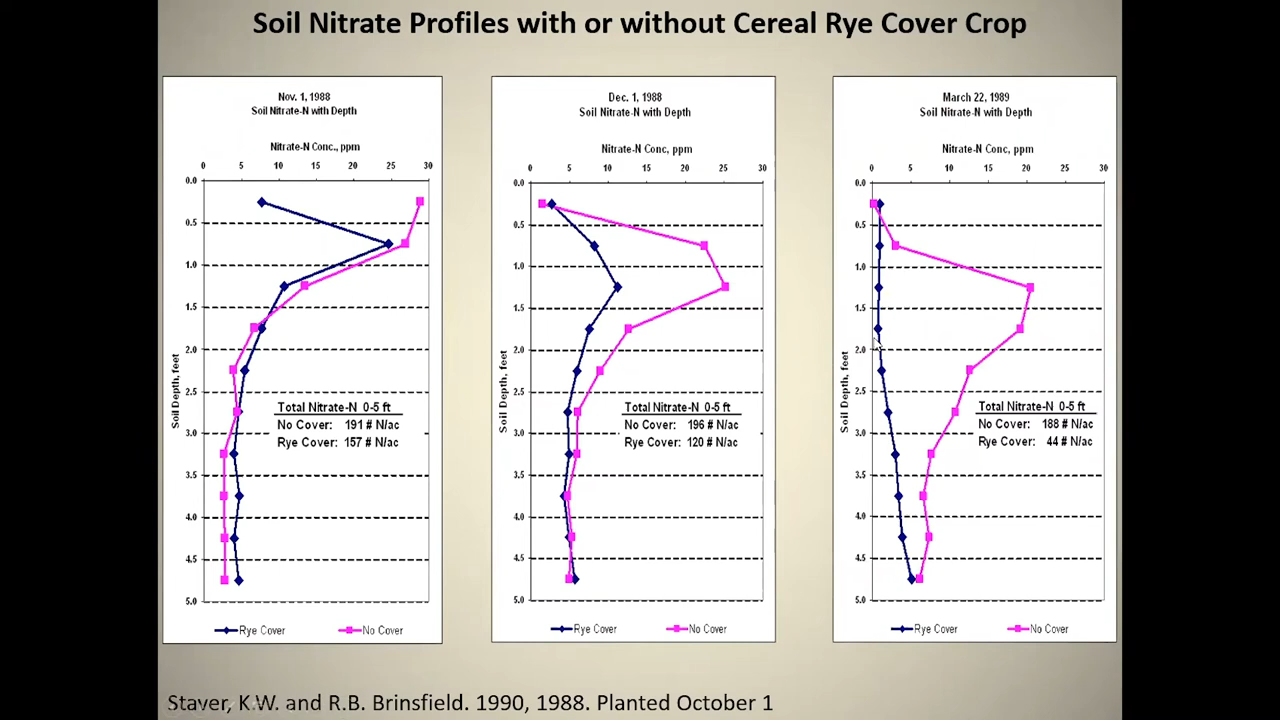 Soil Nitrate Profiles with or without Cereal Rye Cover Crop
Nov. 1, 1988
Soil Nitrate-N with Depth
Nitrate-N Conc., ppm
0 5 10 15 20 25 30
0.0
0.5
1.0
1.5
2.0
2.5
3.0
3.5
4.0
4.5
5.0
Soil Depth, feet
Total Nitrate-N 0-5 ft
No Cover: 191 # N/ac
Rye Cover: 157 # N/ac
Rye Cover No Cover
Dec. 1, 1988
Soil Nitrate-N with Depth
Nitrate-N Conc, ppm
0 5 10 15 20 25 30
0.0
0.5
1.0
1.5
2.0
2.5
3.0
3.5
4.0
4.5
5.0
Soil Depth, feet
Total Nitrate-N 0-5 ft
No Cover: 196 # N/ac
Rye Cover: 120 # N/ac
Rye Cover No Cover
March 22, 1989
Soil Nitrate-N with Depth
Nitrate-N Conc, ppm
0 5 10 15 20 25 30
0.0
0.5
1.0
1.5
2.0
2.5
3.0
3.5
4.0
4.5
5.0
Soil Depth, feet
Total Nitrate-N 0-5 ft
No Cover: 188 # N/ac
Rye Cover: 44 # N/ac
Rye Cover No Cover
Staver, K.W. and R.B. Brinsfield. 1990, 1988. Planted October 1